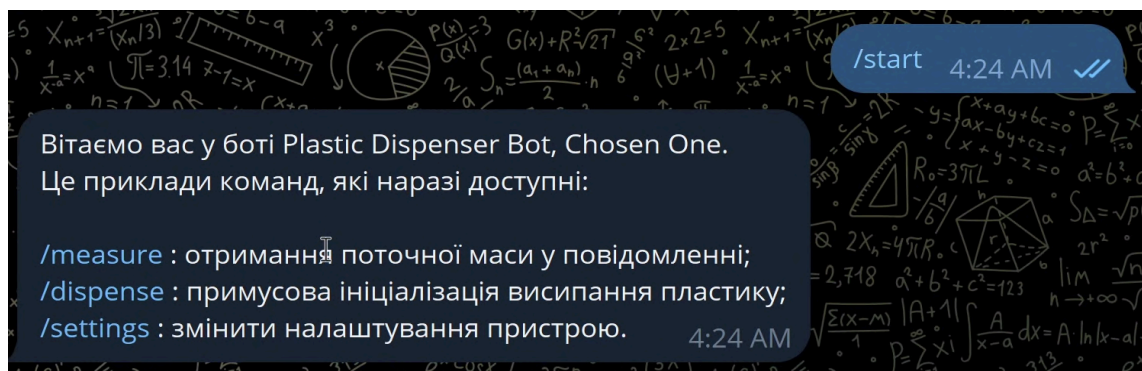 /start 4:24 AM
Вітаємо вас у боті Plastic Dispenser Bot, Chosen One.
Це приклади команд, які наразі доступні:
/measure : отримання поточної маси у повідомленні;
/dispense : примусова ініціалізація висипання пластику;
/settings : змінити налаштування пристрою. 4:24 AM